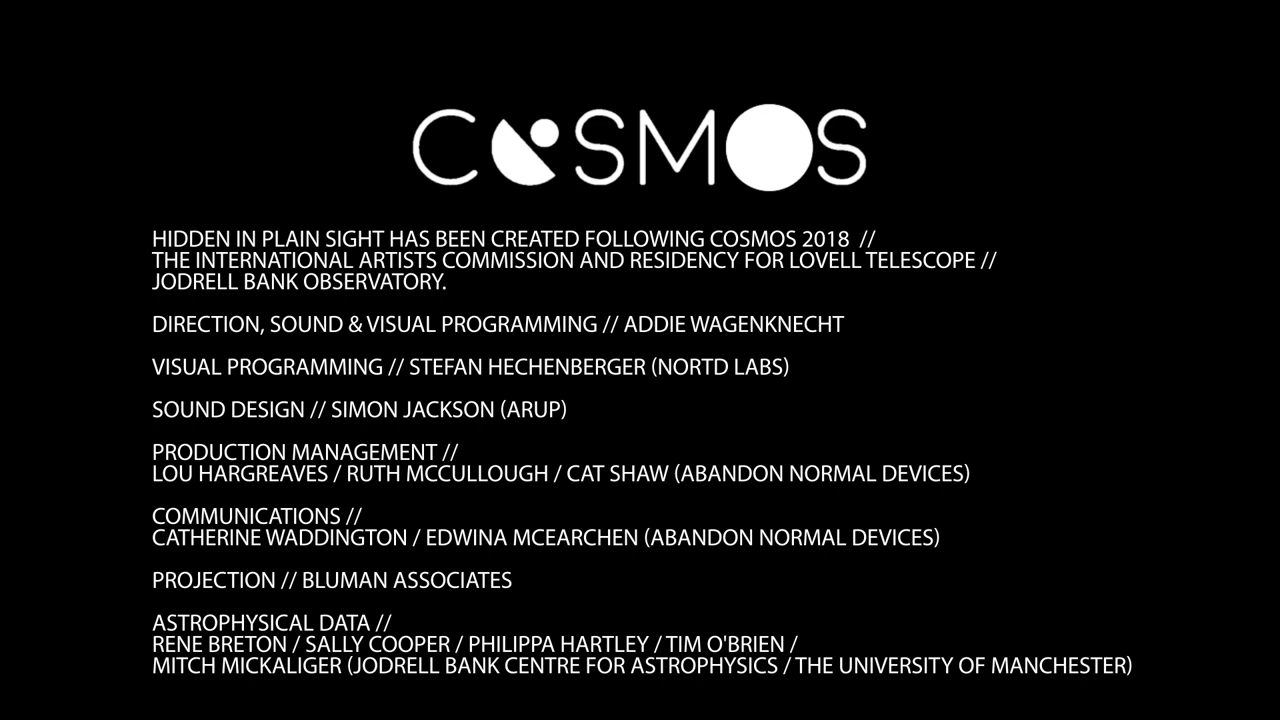 COSMOS
HIDDEN IN PLAIN SIGHT HAS BEEN CREATED FOLLOWING COSMOS 2018 //
THE INTERNATIONAL ARTISTS COMMISSION AND RESIDENCY FOR LOVELL TELESCOPE //
JODRELL BANK OBSERVATORY.
DIRECTION, SOUND & VISUAL PROGRAMMING // ADDIE WAGENKNECHT
VISUAL PROGRAMMING // STEFAN HECHENBERGER (NORTD LABS)
SOUND DESIGN // SIMON JACKSON (ARUP)
PRODUCTION MANAGEMENT //
LOU HARGREAVES / RUTH MCCULLOUGH / CAT SHAW (ABANDON NORMAL DEVICES)
COMMUNICATIONS //
CATHERINE WADDINGTON / EDWINA MCEARCHEN (ABANDON NORMAL DEVICES)
PROJECTION // BLUMAN ASSOCIATES
ASTROPHYSICAL DATA //
RENE BRETON / SALLY COOPER / PHILIPPA HARTLEY / TIM O'BRIEN /
MITCH MICKALIGER (JODRELL BANK CENTRE FOR ASTROPHYSICS / THE UNIVERSITY OF MANCHESTER)